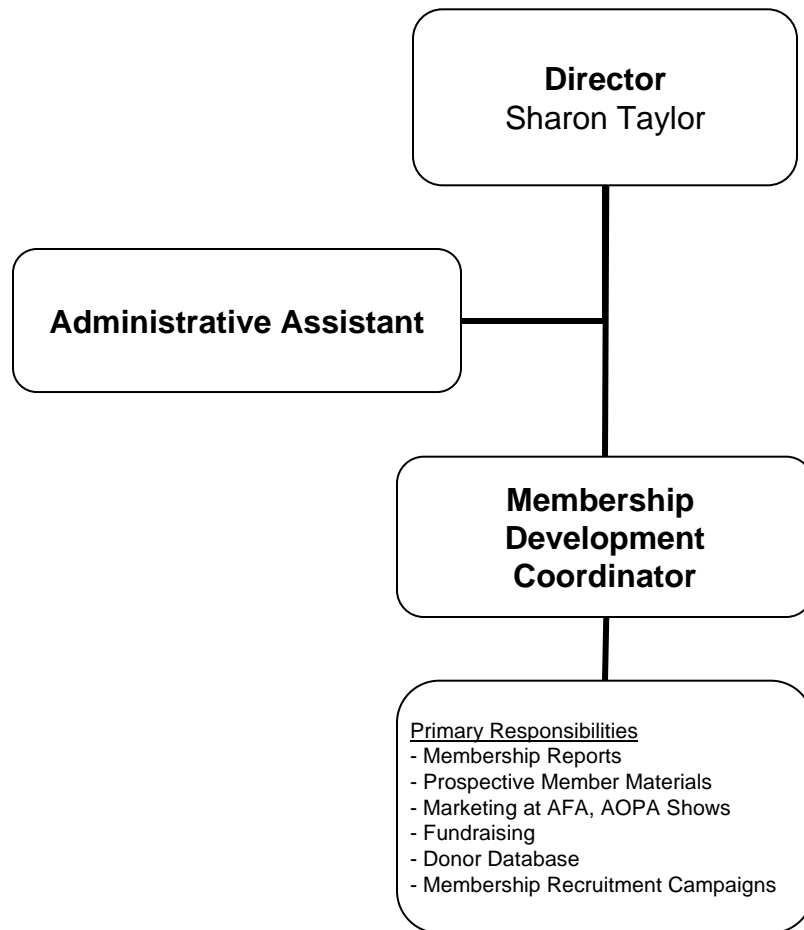 Director
Sharon Taylor
Administrative Assistant
Membership
Development
Coordinator
Primary Responsibilities
- Membership Reports
- Prospective Member Materials
- Marketing at AFA, AOPA Shows
- Fundraising
- Donor Database
- Membership Recruitment Campaigns